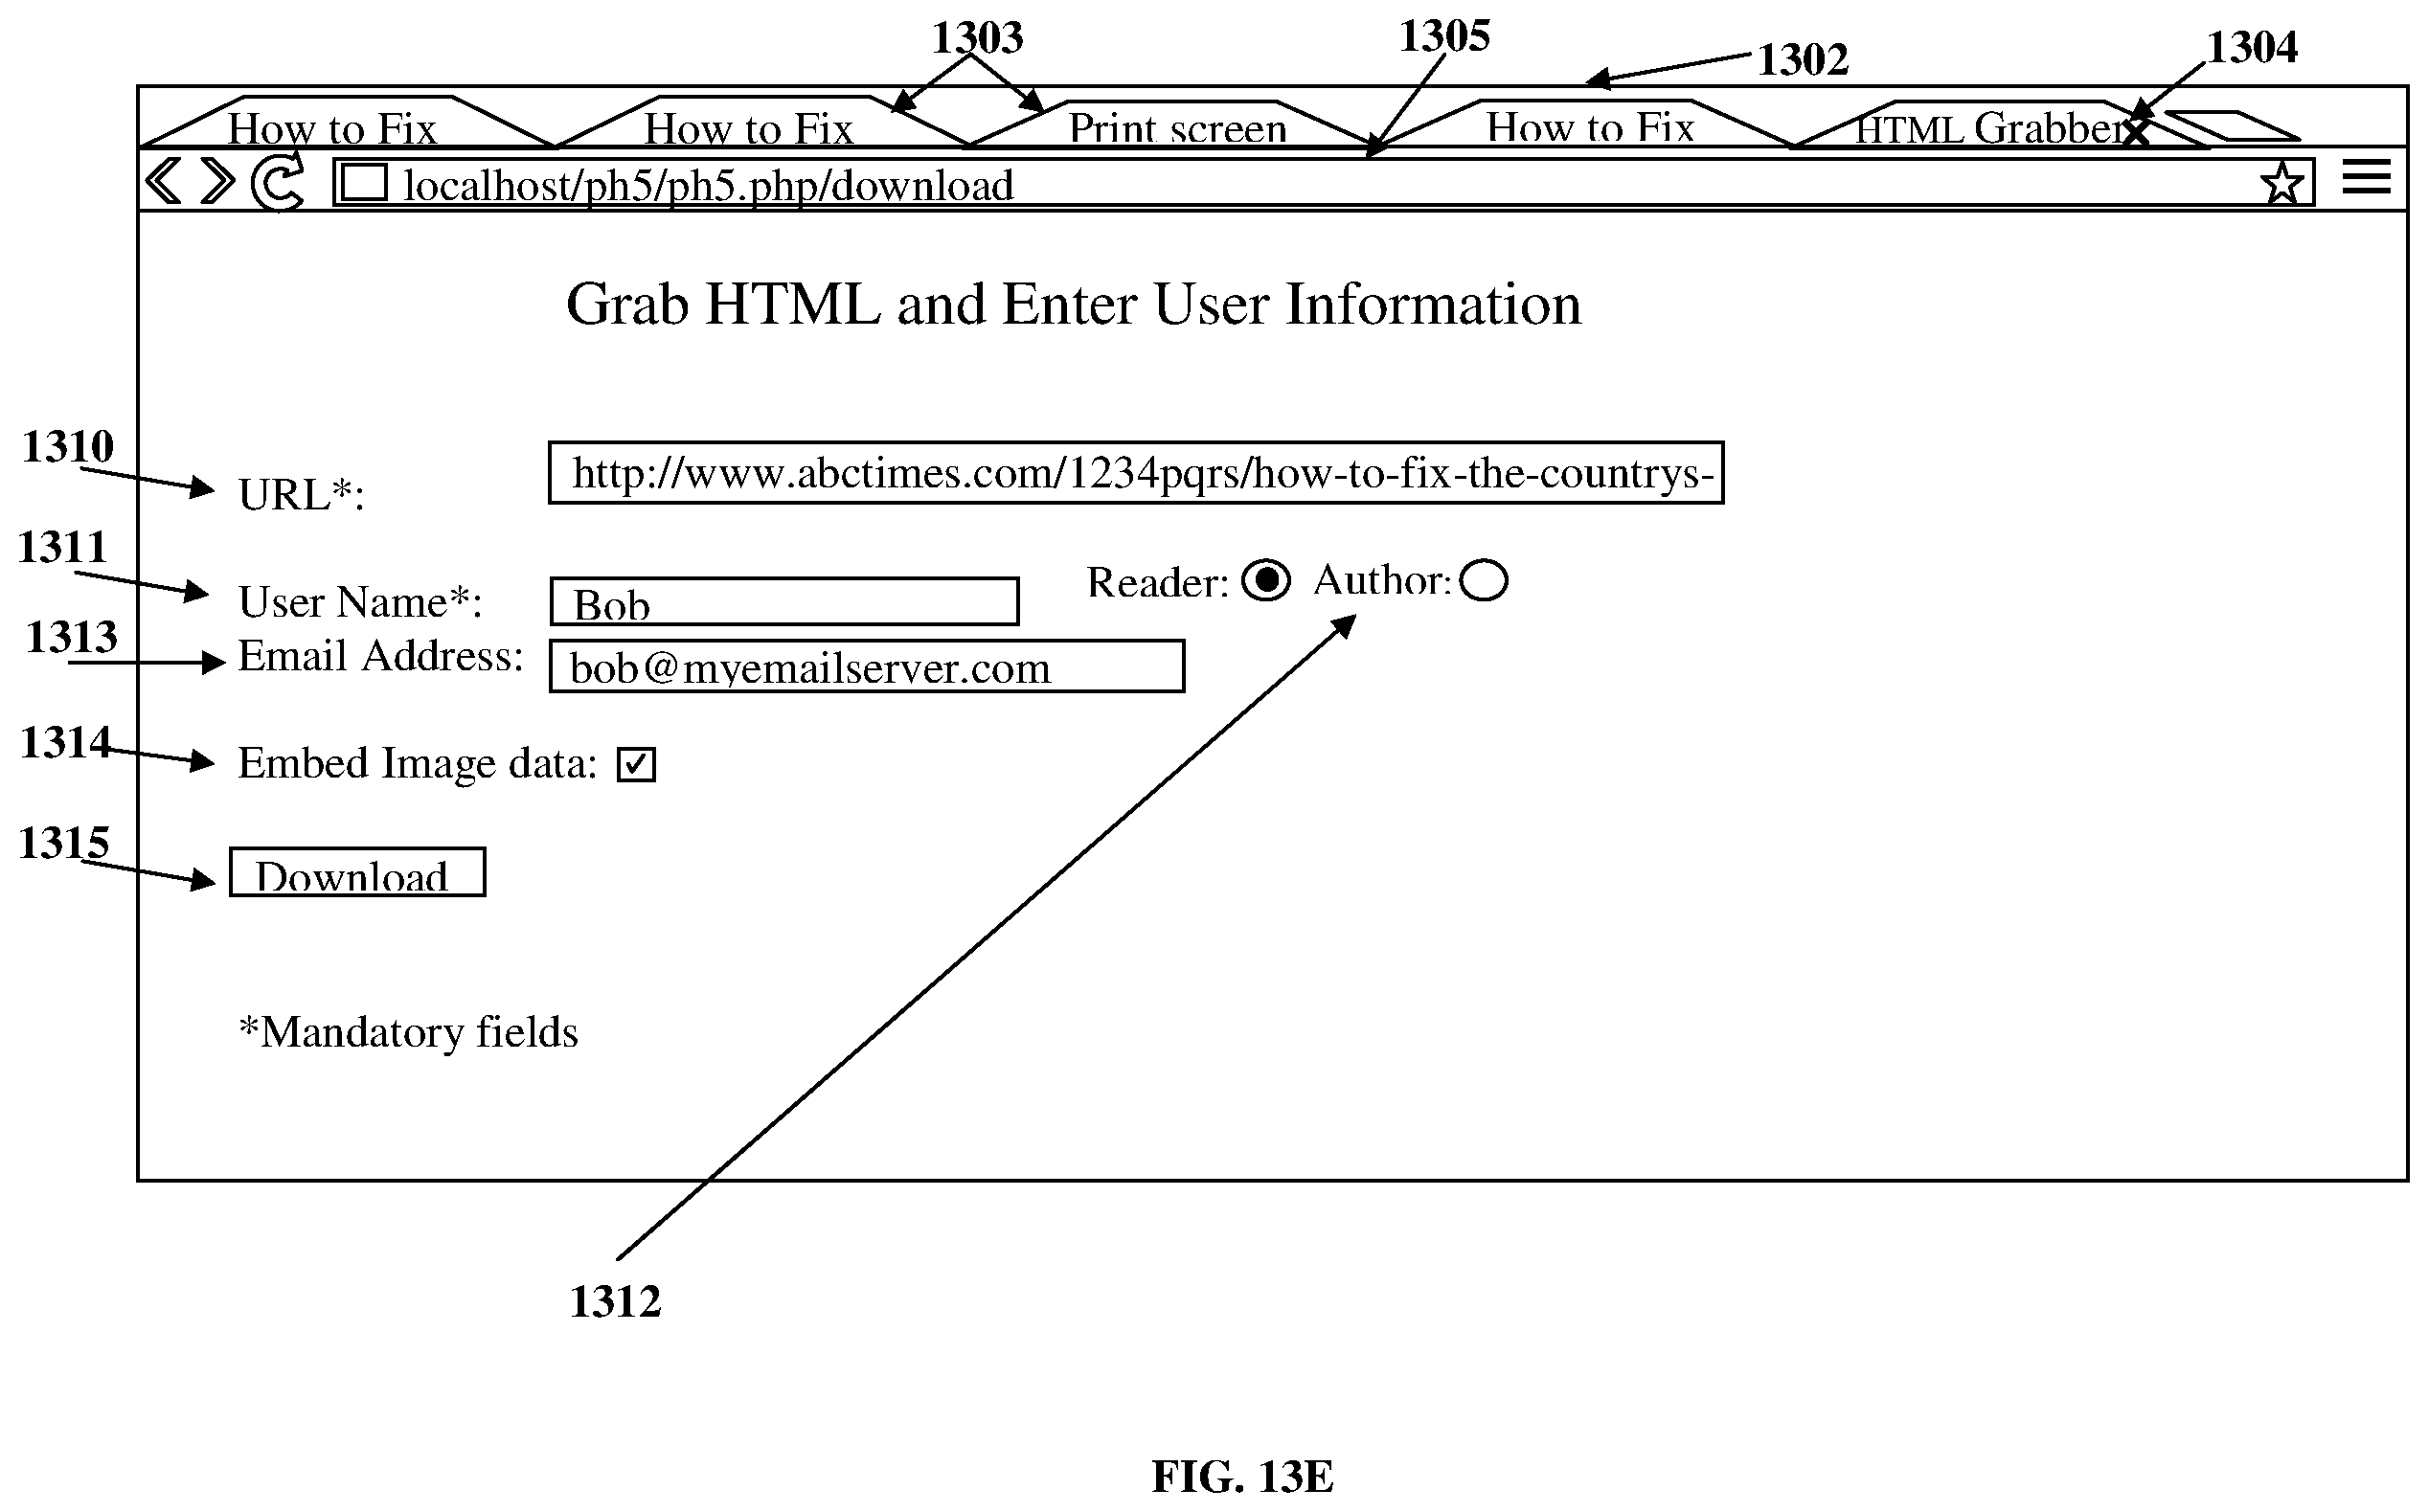 1303 1305 1302 1304
How to Fix How to Fix Print screen How to Fix HTML Grabber
localhost/ph5/ph5.php/download
Grab HTML and Enter User Information
1310
URL*: http://www.abctimes.com/1234pqrs/how-to-fix-the-countrys-
1311
User Name*: Bob Reader: Author:
1313
Email Address: bob@myemailserver.com
1314
Embed Image data:
1315
Download
*Mandatory fields
1312
FIG. 13E